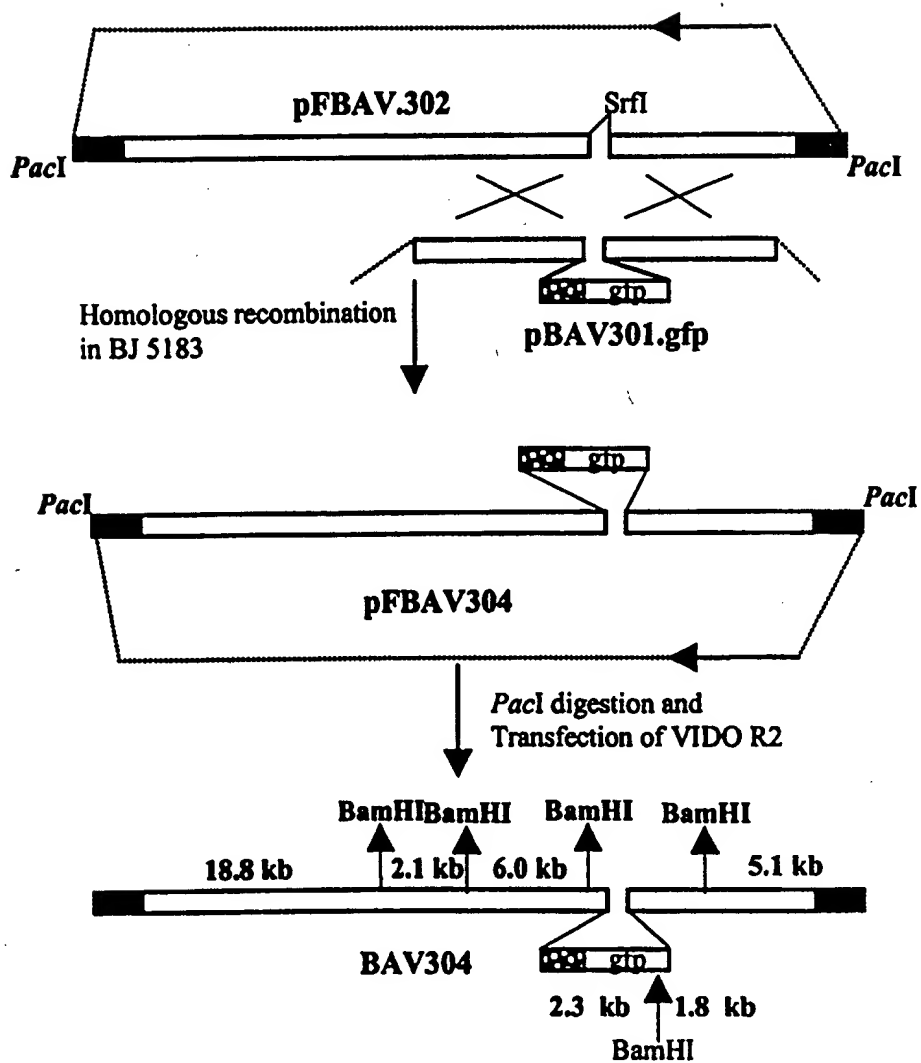 pFBAV.302
SrfI
PacI
PacI
gfp
pBAV301.gfp
Homologous recombination
in BJ 5183
gfp
PacI
PacI
pFBAV304
PacI digestion and
Transfection of VIDO R2
BamHI BamHI BamHI BamHI
18.8 kb 2.1 kb 6.0 kb 5.1 kb
BAV304
gfp
2.3 kb 1.8 kb
BamHI